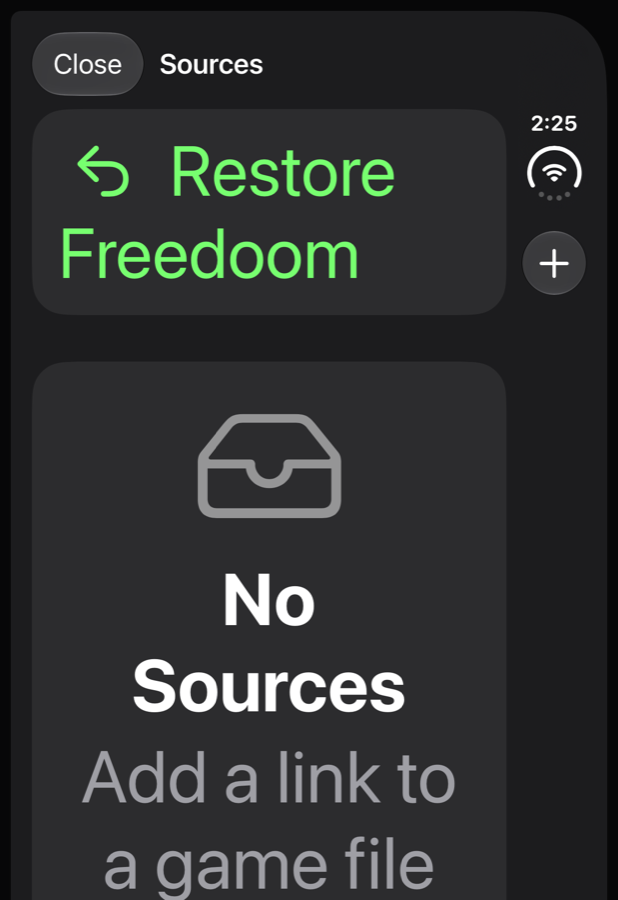 Close Sources
2:25
Restore
Freedoom
No
Sources
Add a link to
a game file